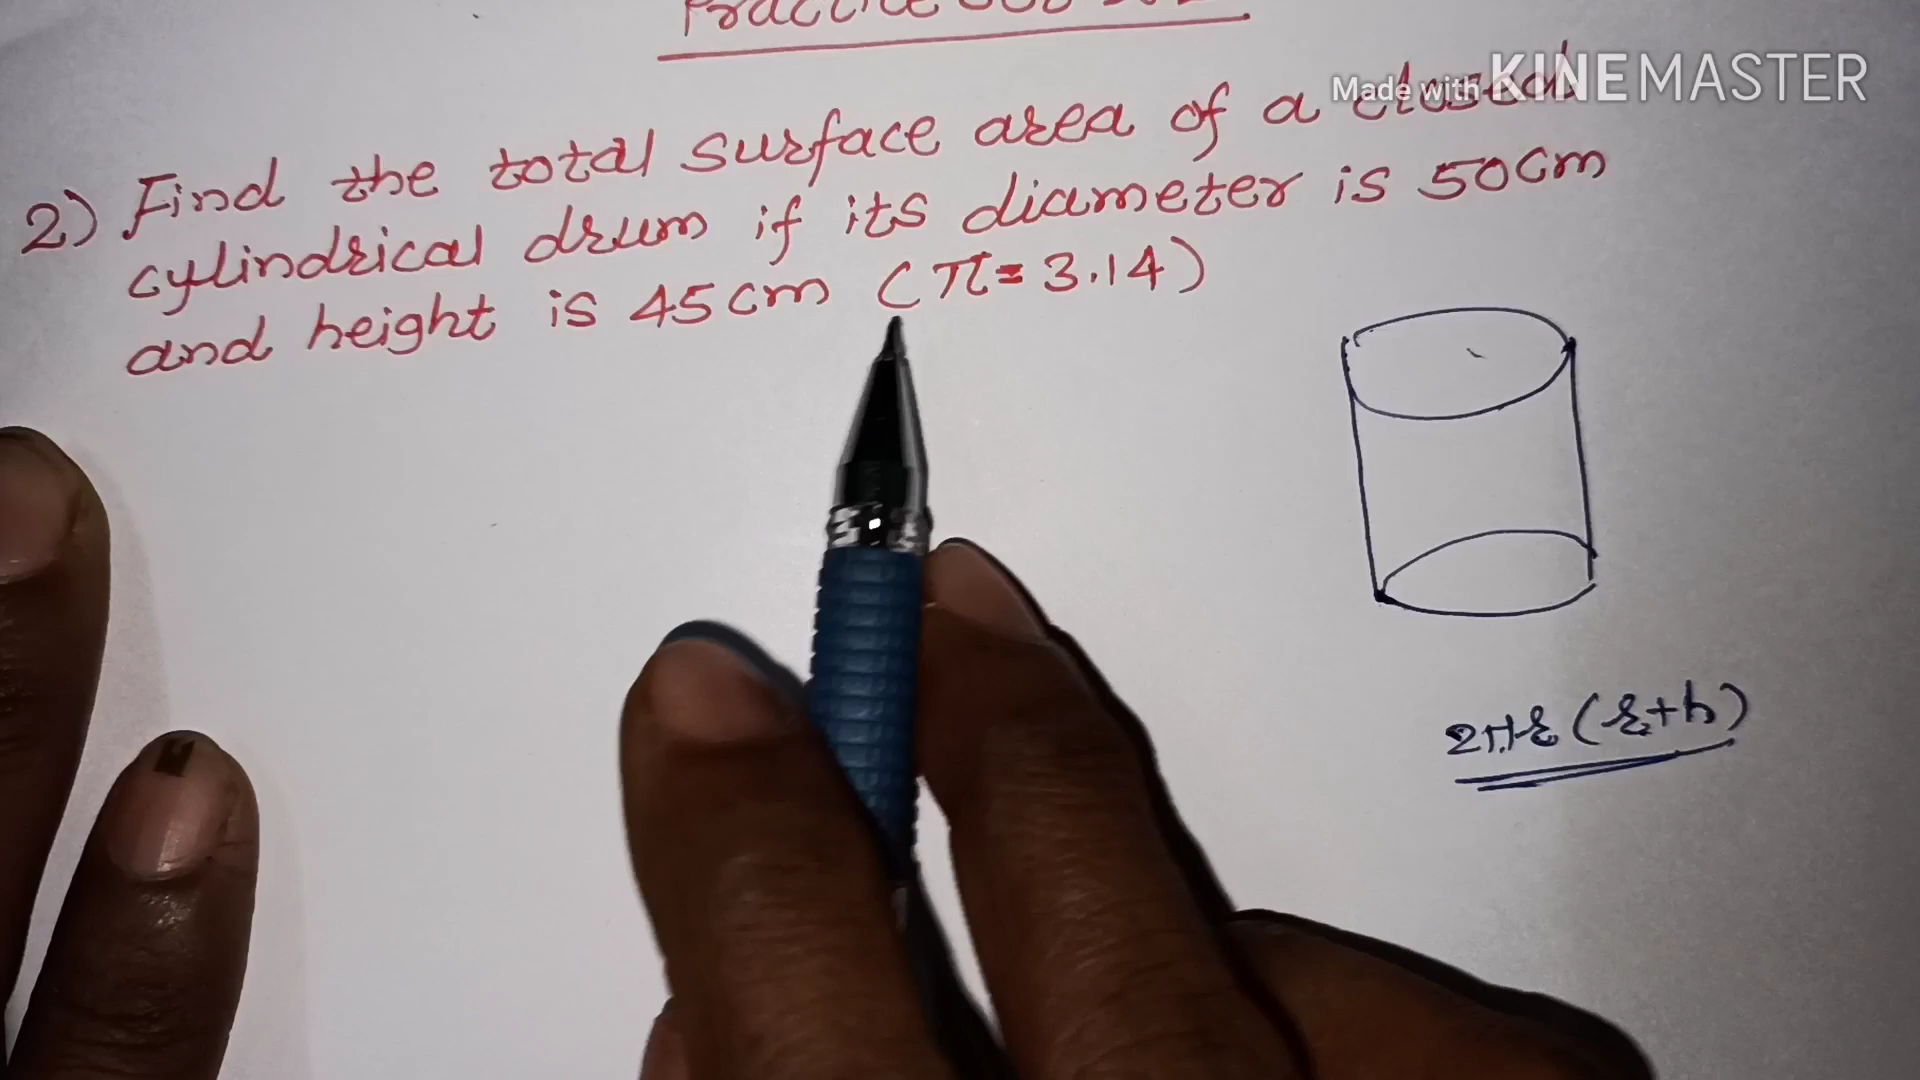 Practice
Made with KINEMASTER
2) Find the total surface area of a closed
cylindrical drum if its diameter is 50cm
and height is 45cm (π=3.14)
2πr(r+h)